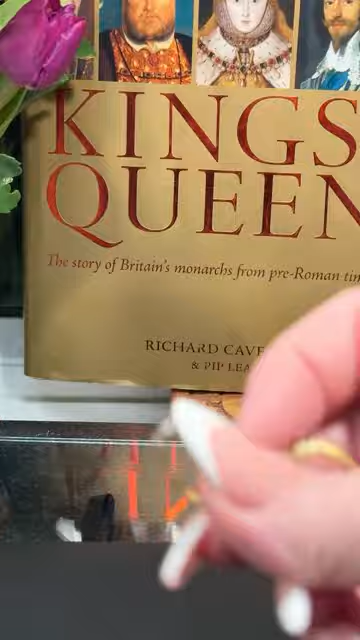 KINGS
QUEEN
The story of Britain's monarchs from pre-Roman tim
RICHARD CAVE
& PIP LEA